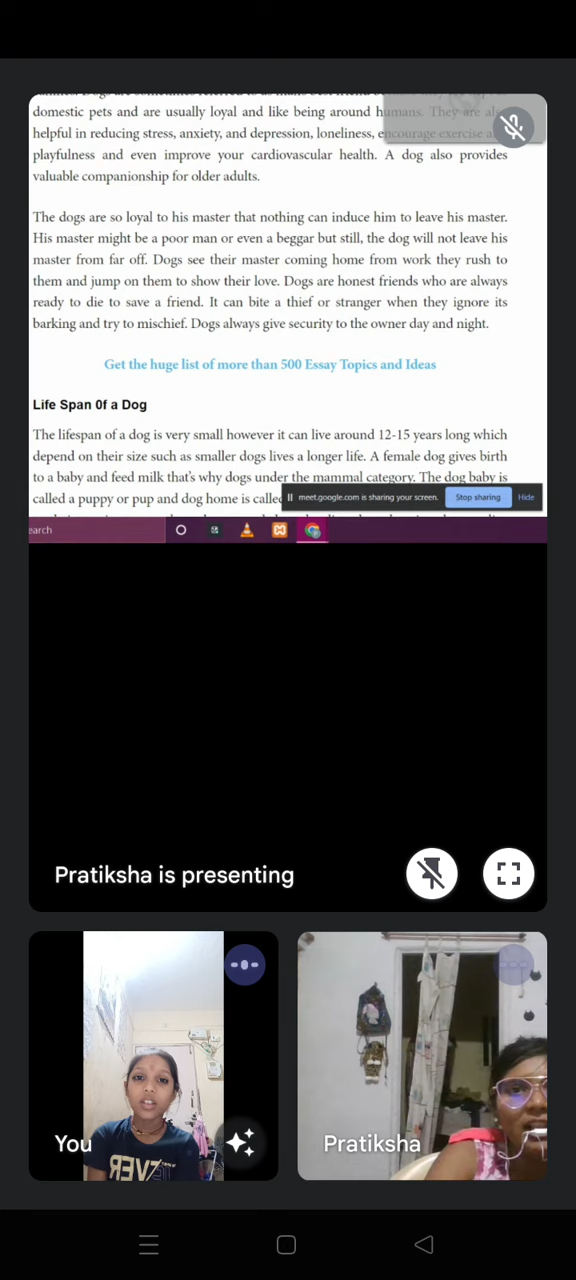 domestic pets and are usually loyal and like being around humans. They are also
helpful in reducing stress, anxiety, and depression, loneliness, encourage exercise
playfulness and even improve your cardiovascular health. A dog also provides
valuable companionship for older adults.
The dogs are so loyal to his master that nothing can induce him to leave his master.
His master might be a poor man or even a beggar but still, the dog will not leave his
master from far off. Dogs see their master coming home from work they rush to
them and jump on them to show their love. Dogs are honest friends who are always
ready to die to save a friend. It can bite a thief or stranger when they ignore its
barking and try to mischief. Dogs always give security to the owner day and night.
Get the huge list of more than 500 Essay Topics and Ideas
Life Span 0f a Dog
The lifespan of a dog is very small however it can live around 12-15 years long which
depend on their size such as smaller dogs lives a longer life. A female dog gives birth
to a baby and feed milk that's why dogs under the mammal category. The dog baby is
called a puppy or pup and dog home is called
meet.google.com is sharing your screen.
Stop sharing
Hide
earch
Pratiksha is presenting
You
Pratiksha